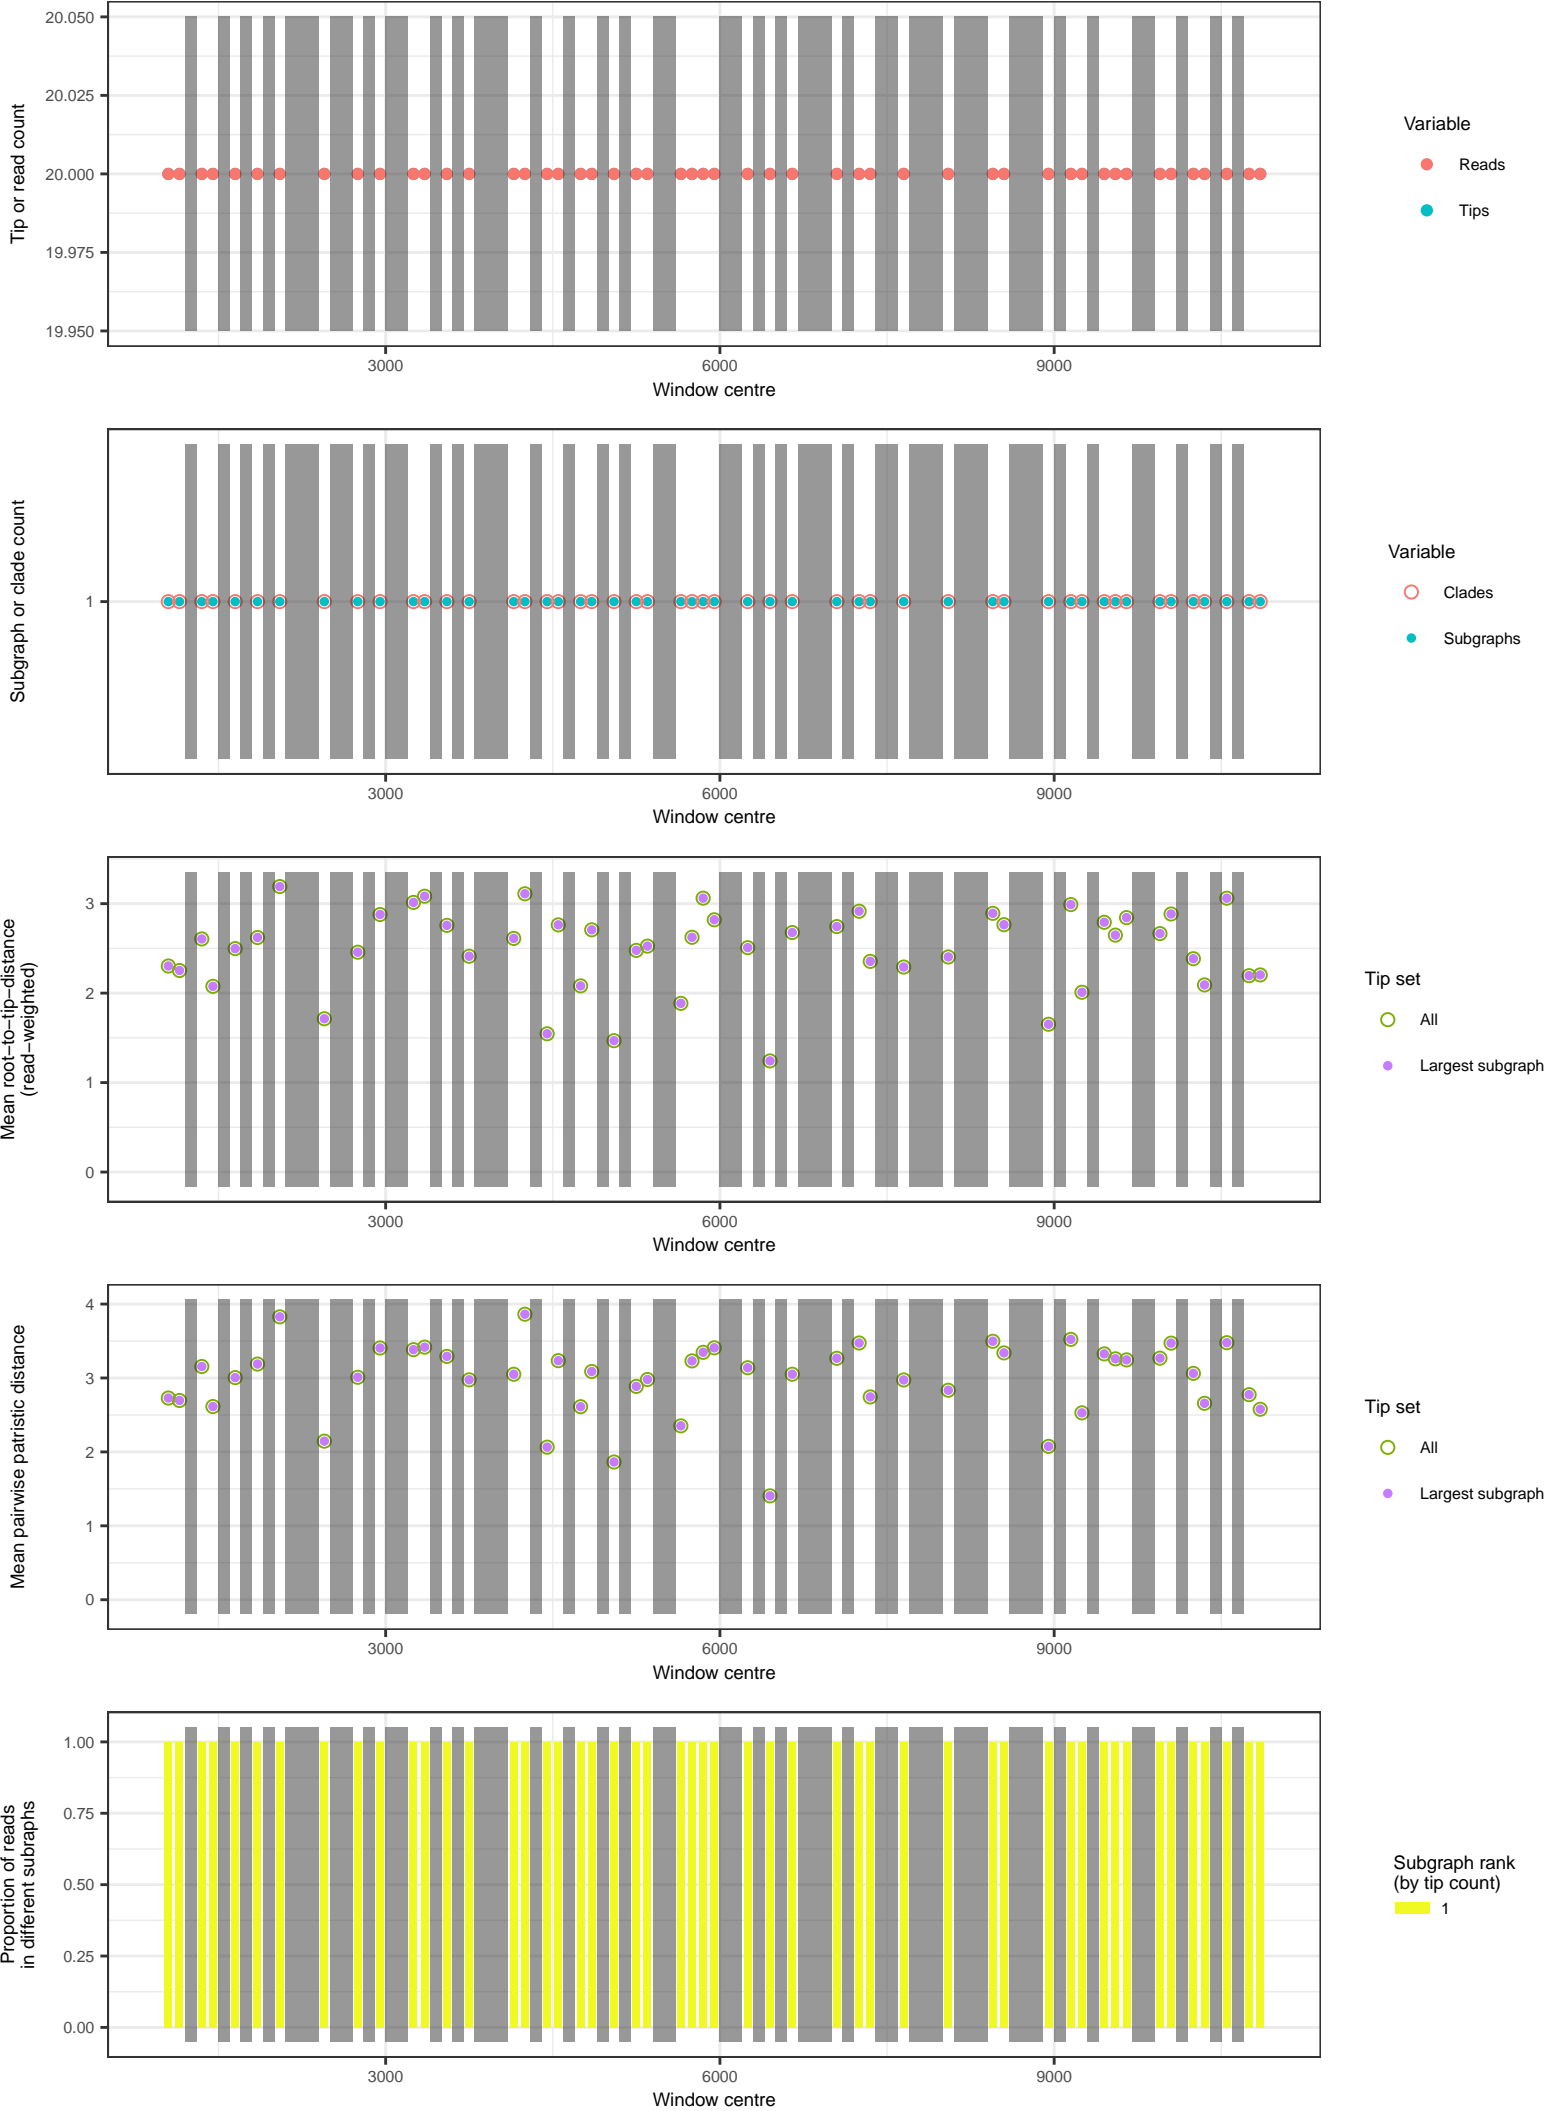 20.050
20.025
20.000
19.975
19.950
Tip or read count
3000
6000
9000
Window centre
Variable
Reads
Tips
1
Subgraph or clade count
3000
6000
9000
Window centre
Variable
Clades
Subgraphs
3
2
1
0
Mean root−to−tip−distance
(read−weighted)
3000
6000
9000
Window centre
Tip set
All
Largest subgraph
4
3
2
1
0
Mean pairwise patristic distance
3000
6000
9000
Window centre
Tip set
All
Largest subgraph
1.00
0.75
0.50
0.25
0.00
Proportion of reads
in different subraphs
3000
6000
9000
Window centre
Subgraph rank
(by tip count)
1